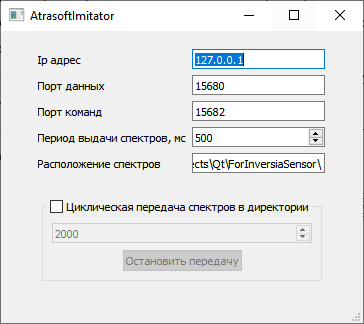 AtrasoftImitator
Ip адрес 127.0.0.1
Порт данных 15680
Порт команд 15682
Период выдачи спектров, мс 500
Расположение спектров ects\Qt\ForInversiaSensor\
Циклическая передача спектров в директории
2000
Остановить передачу